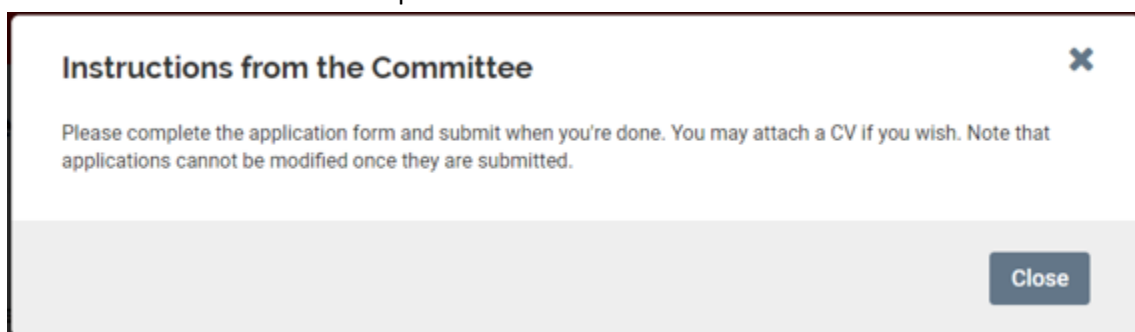 Instructions from the Committee
Please complete the application form and submit when you're done. You may attach a CV if you wish. Note that
applications cannot be modified once they are submitted.
Close